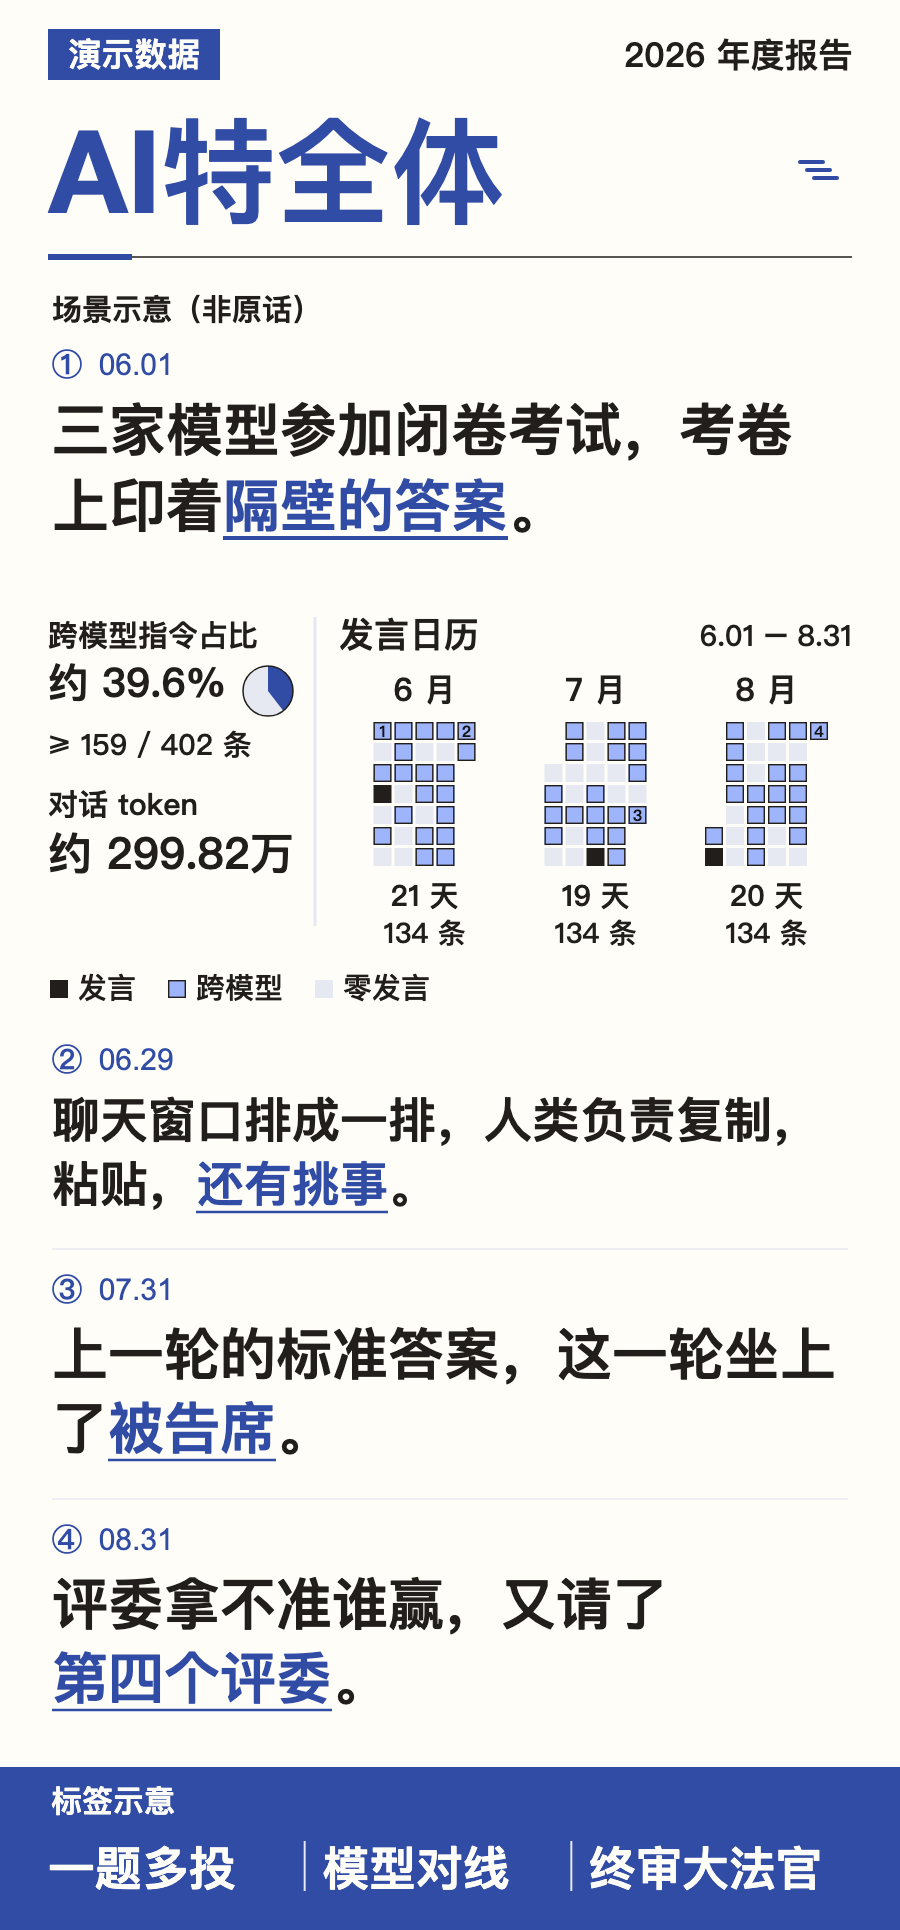 演示数据
2026 年度报告
AI特全体
场景示意（非原话）
① 06.01
三家模型参加闭卷考试，考卷
上印着隔壁的答案。
跨模型指令占比
约 39.6%
≥ 159 / 402 条
对话 token
约 299.82万
发言日历
6.01 – 8.31
6 月
7 月
8 月
1
2
3
4
21 天
19 天
20 天
134 条
134 条
134 条
发言
跨模型
零发言
② 06.29
聊天窗口排成一排，人类负责复制，
粘贴，还有挑事。
③ 07.31
上一轮的标准答案，这一轮坐上
了被告席。
④ 08.31
评委拿不准谁赢，又请了
第四个评委。
标签示意
一题多投
模型对线
终审大法官